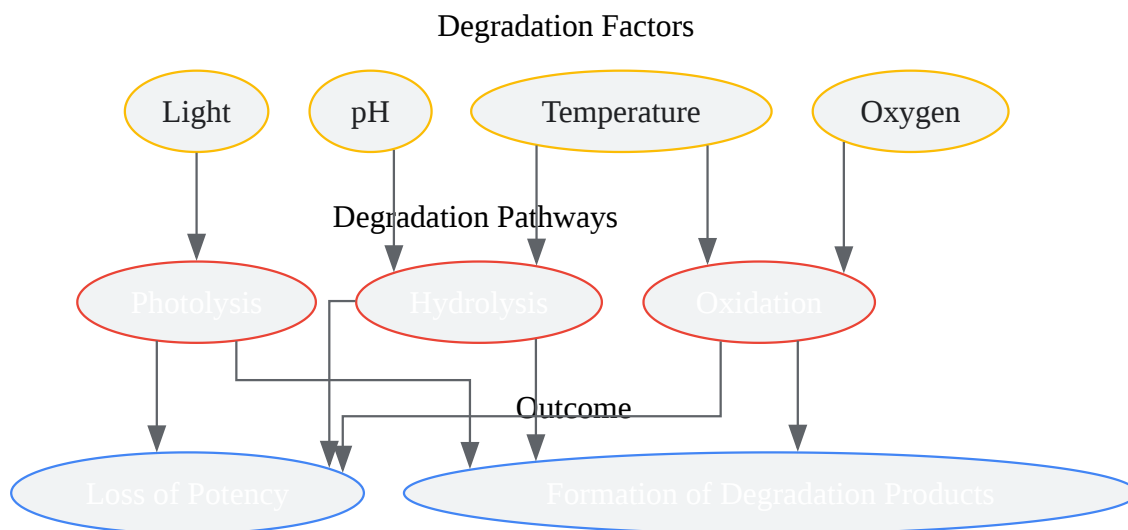 Degradation Factors
Light
pH
Temperature
Oxygen
Degradation Pathways
Photolysis
Hydrolysis
Oxidation
Outcome
Loss of Potency
Formation of Degradation Products